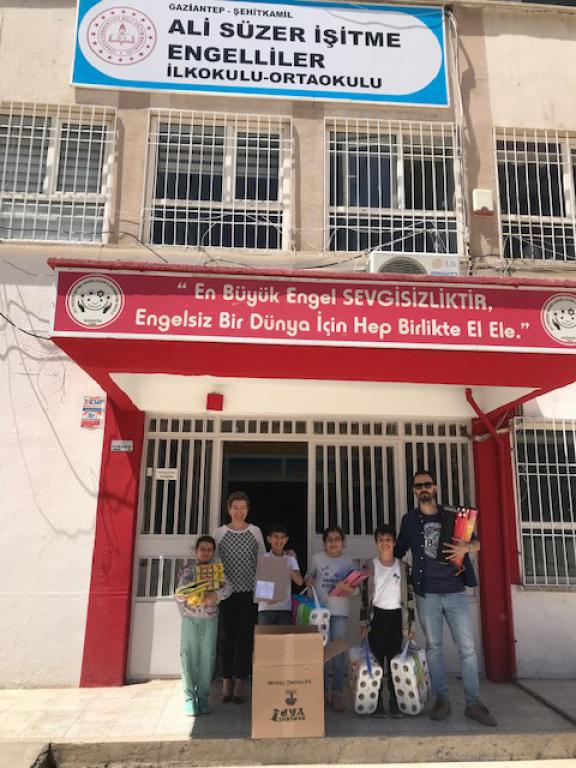 GAZİANTEP - ŞEHİTKAMİL
ALİ SÜZER İŞİTME
ENGELLİLER
İLKOKULU-ORTAOKULU
“ En Büyük Engel SEVGİSİZLİKTİR,
Engelsiz Bir Dünya İçin Hep Birlikte El Ele.”
YAPI